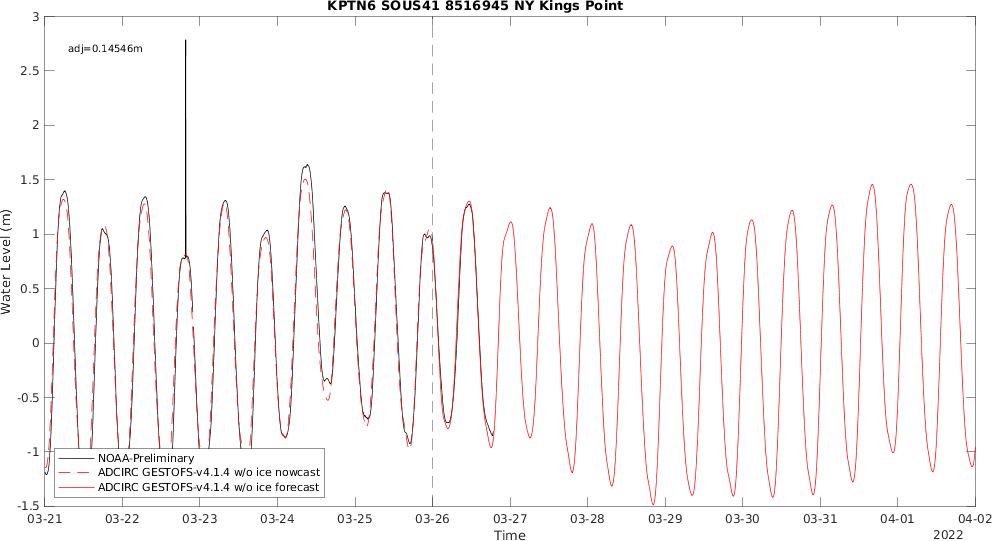 KPTN6 SOUS41 8516945 NY Kings Point
adj=0.14546m
Water Level (m)
3
2.5
2
1.5
1
0.5
0
-0.5
-1
-1.5
NOAA-Preliminary
ADCIRC GESTOFS-v4.1.4 w/o ice nowcast
ADCIRC GESTOFS-v4.1.4 w/o ice forecast
03-21 03-22 03-23 03-24 03-25 03-26 03-27 03-28 03-29 03-30 03-31 04-01 04-02
Time
2022